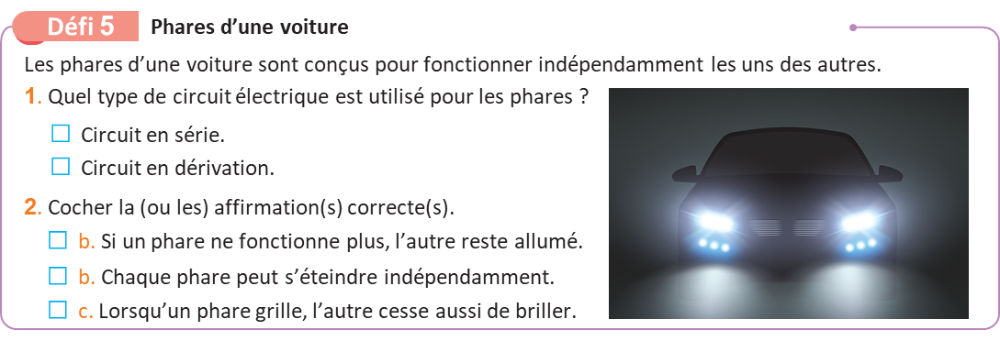 Défi 5 Phares d’une voiture
Les phares d’une voiture sont conçus pour fonctionner indépendamment les uns des autres.
1. Quel type de circuit électrique est utilisé pour les phares ?
Circuit en série.
Circuit en dérivation.
2. Cocher la (ou les) affirmation(s) correcte(s).
b. Si un phare ne fonctionne plus, l’autre reste allumé.
b. Chaque phare peut s’éteindre indépendamment.
c. Lorsqu’un phare grille, l’autre cesse aussi de briller.